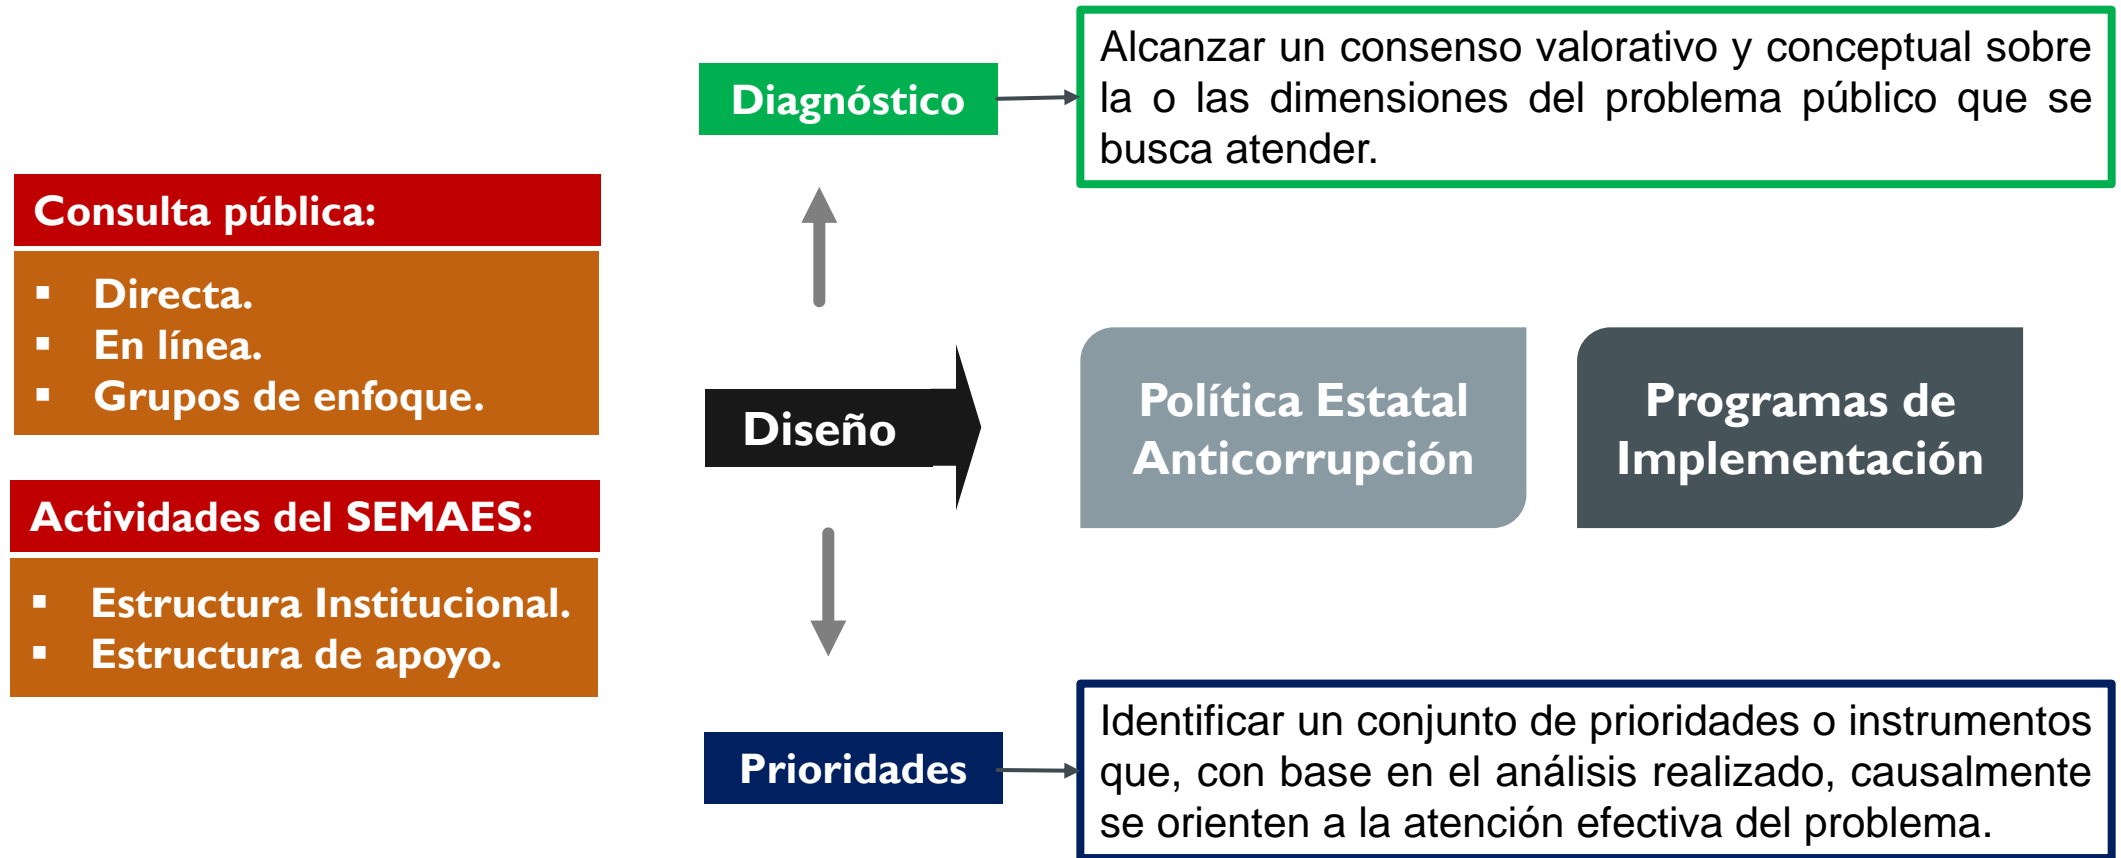 Consulta pública:
▪ Directa.
▪ En línea.
▪ Grupos de enfoque.
Actividades del SEMAES:
▪ Estructura Institucional.
▪ Estructura de apoyo.
Diagnóstico
Alcanzar un consenso valorativo y conceptual sobre
la o las dimensiones del problema público que se
busca atender.
Diseño
Política Estatal
Anticorrupción
Programas de
Implementación
Prioridades
Identificar un conjunto de prioridades o instrumentos
que, con base en el análisis realizado, causalmente
se orienten a la atención efectiva del problema.